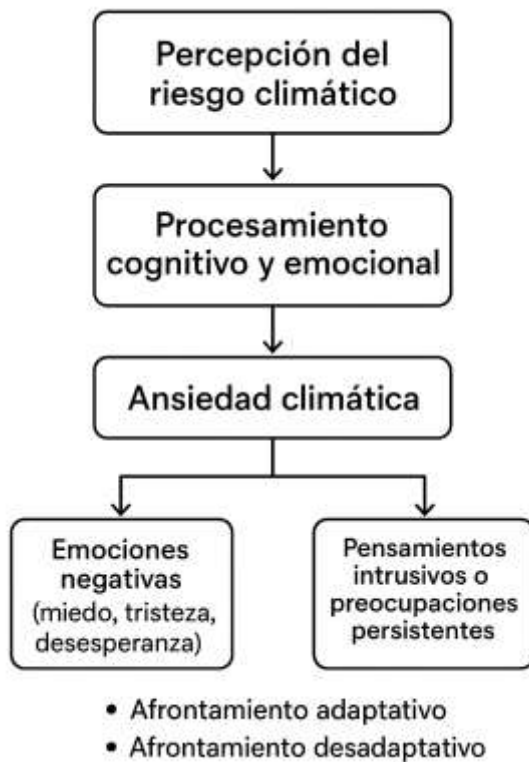 Percepción del
riesgo climático
Procesamiento
cognitivo y emocional
Ansiedad climática
Emociones
negativas
(miedo, tristeza,
desesperanza)
Pensamientos
intrusivos o
preocupaciones
persistentes
• Afrontamiento adaptativo
• Afrontamiento desadaptativo